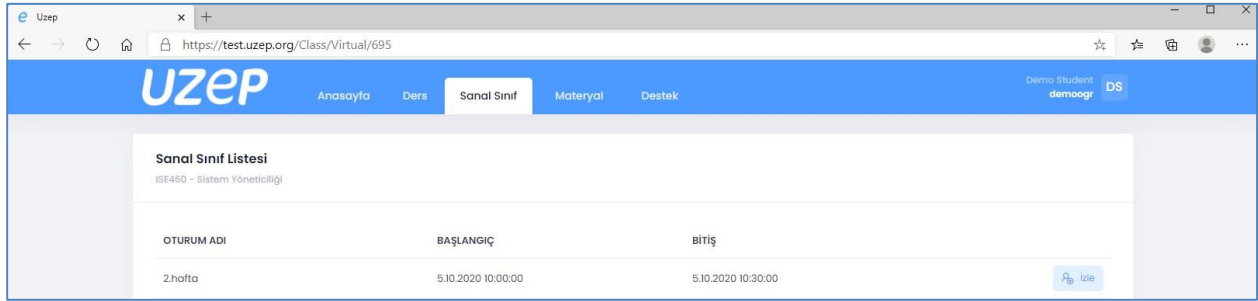 Uzep
https://test.uzep.org/Class/Virtual/695
UZEP
Anasayfa Ders Sanal Sınıf Materyal Destek
Demo Student
demoogr
DS
Sanal Sınıf Listesi
ISE460 - Sistem Yöneticiliği
OTURUM ADI BAŞLANGIÇ BİTİŞ
2.hafta 5.10.2020 10:00:00 5.10.2020 10:30:00 İzle